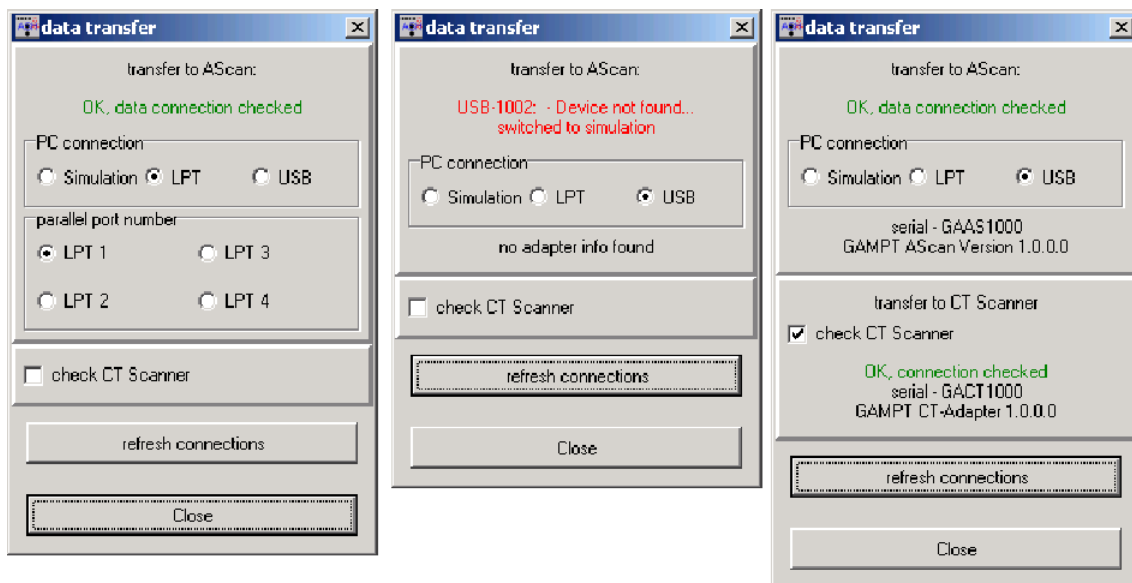 data transfer
transfer to AScan:
OK, data connection checked
PC connection
Simulation LPT USB
parallel port number
LPT 1 LPT 3
LPT 2 LPT 4
check CT Scanner
refresh connections
Close
data transfer
transfer to AScan:
USB-1002: - Device not found...
switched to simulation
PC connection
Simulation LPT USB
no adapter info found
check CT Scanner
refresh connections
Close
data transfer
transfer to AScan:
OK, data connection checked
PC connection
Simulation LPT USB
serial - GAAS1000
GAMPT AScan Version 1.0.0.0
transfer to CT Scanner
check CT Scanner
OK, connection checked
serial - GACT1000
GAMPT CT-Adapter 1.0.0.0
refresh connections
Close